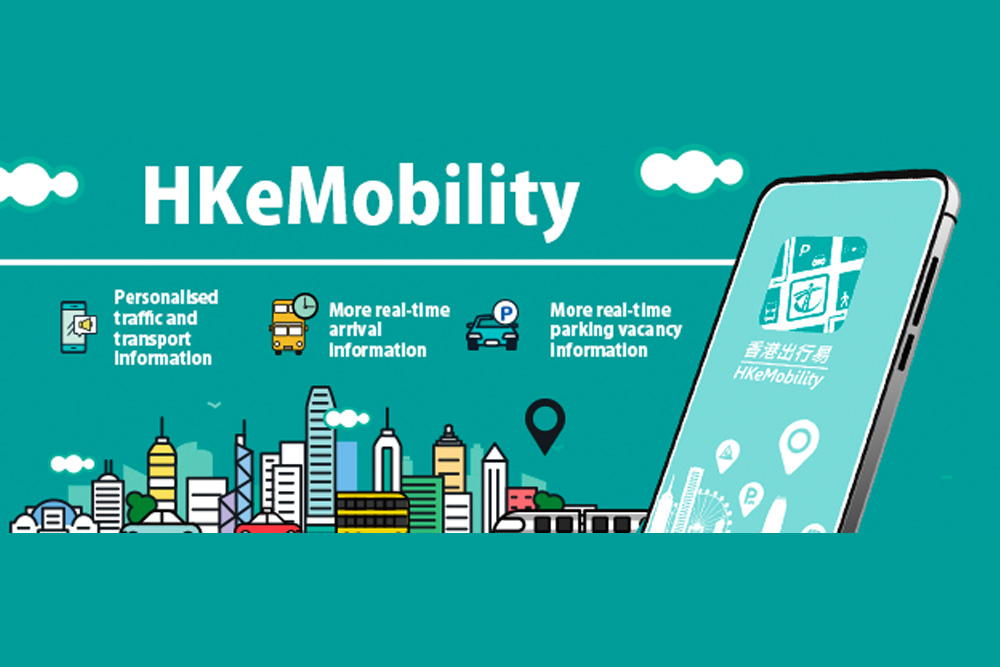 HKeMobility
Personalised
traffic and
transport
information
More real-time
arrival
information
P
More real-time
parking vacancy
information
P
香港出行易
HKeMobility
P